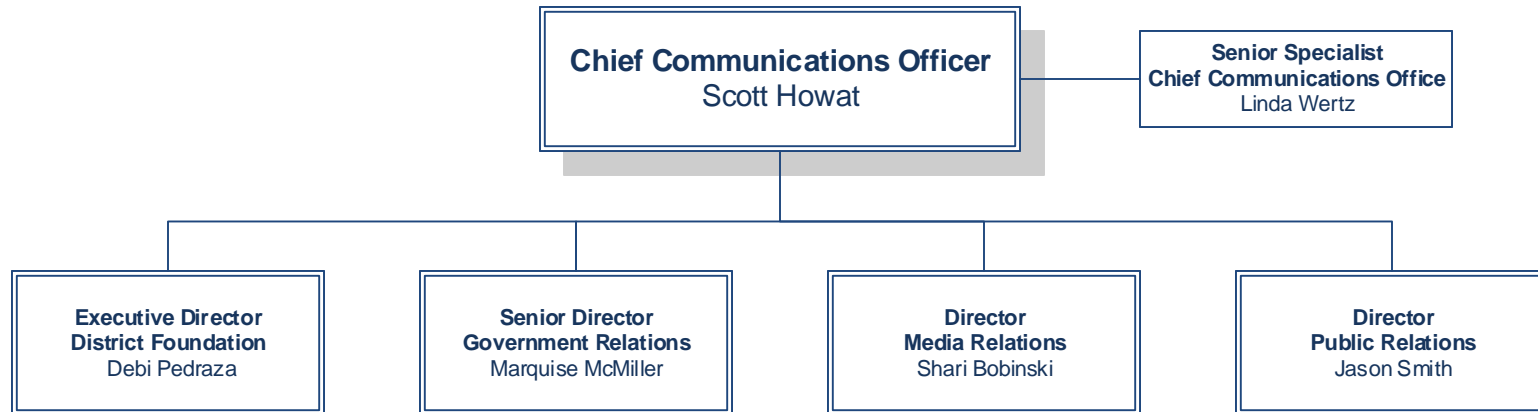 Chief Communications Officer
Scott Howat
Senior Specialist
Chief Communications Office
Linda Wertz
Executive Director
District Foundation
Debi Pedraza
Senior Director
Government Relations
Marquise McMiller
Director
Media Relations
Shari Bobinski
Director
Public Relations
Jason Smith